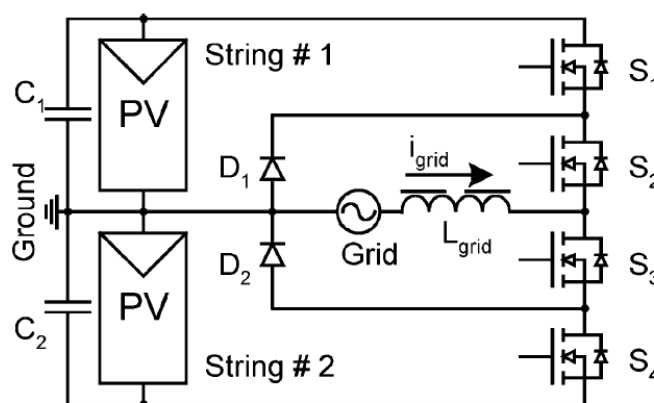 String # 1
S
C1
PV
D1
igrid
S2
Ground
Grid
Lgrid
D2
S3
PV
C2
String # 2
S4